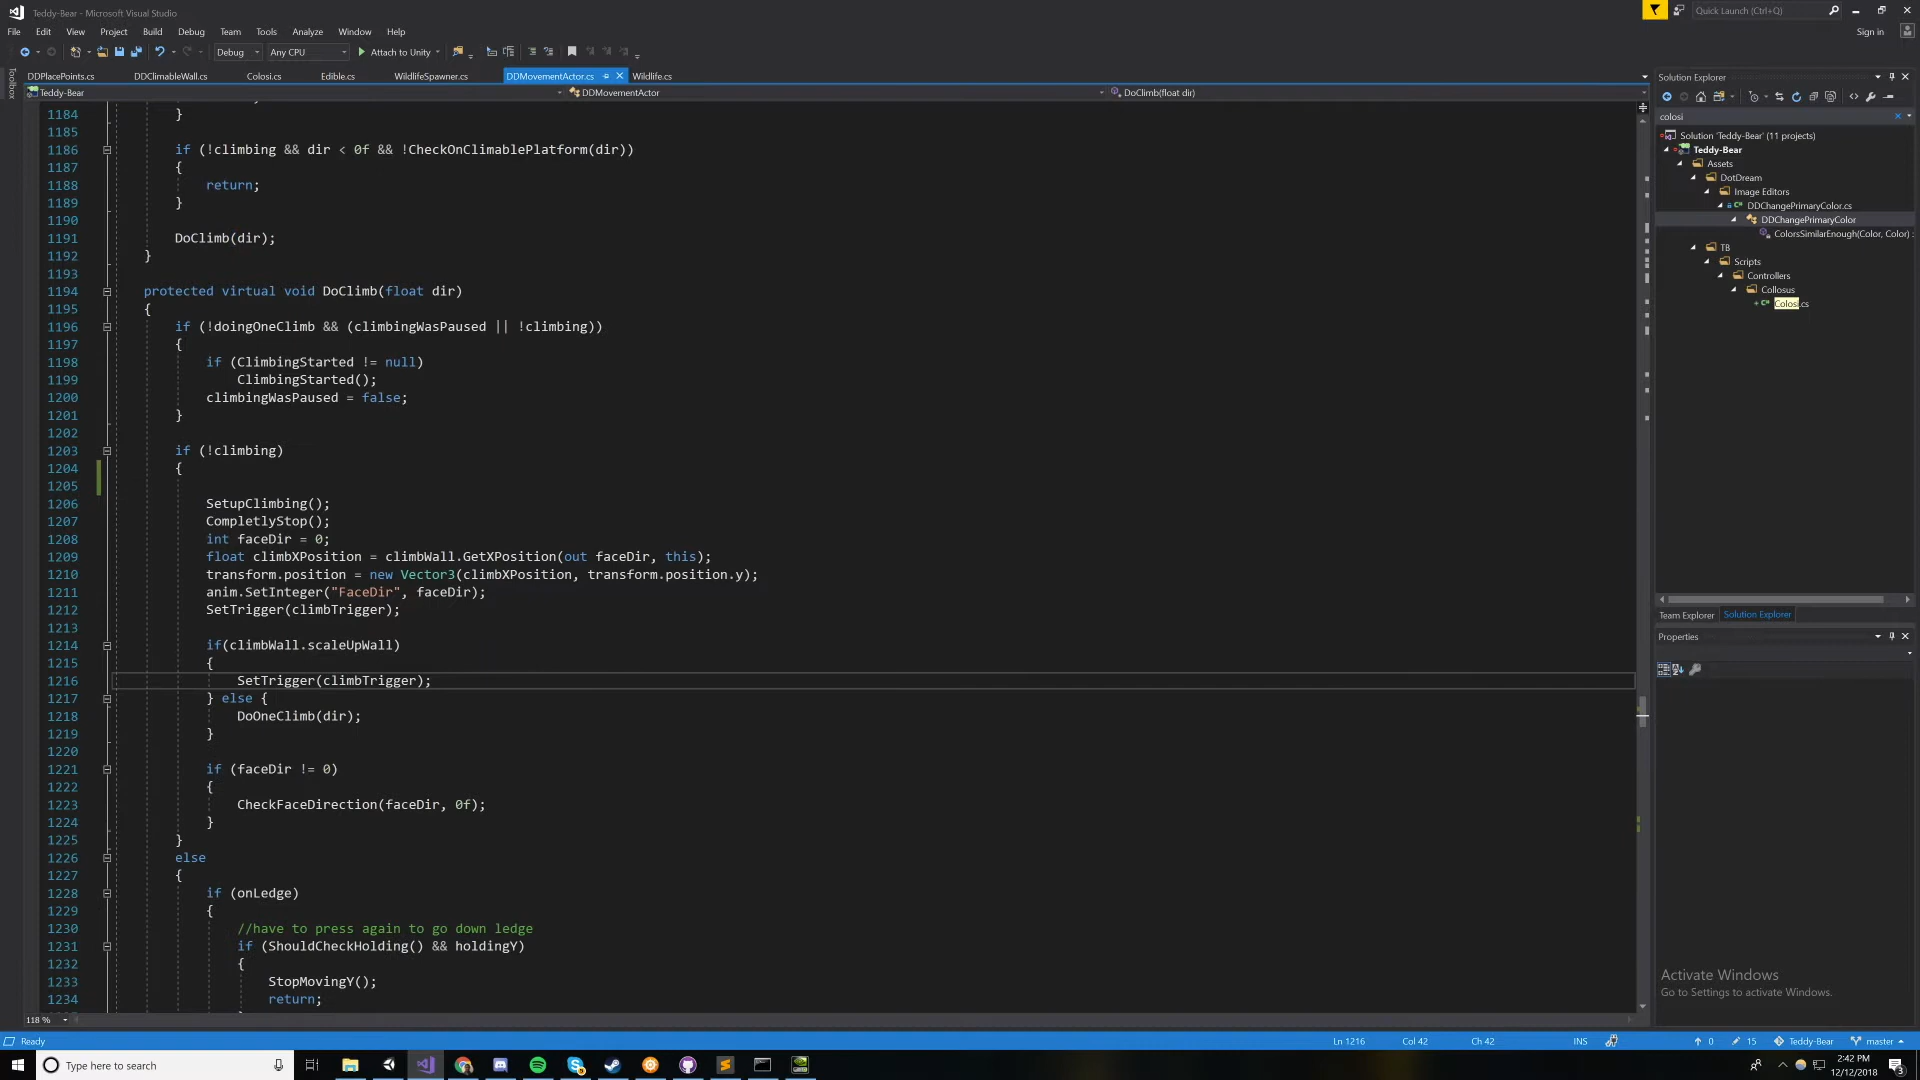 Teddy-Bear - Microsoft Visual Studio
Quick Launch (Ctrl+Q)
File Edit View Project Build Debug Team Tools Analyze Window Help
Sign in
Debug Any CPU Attach to Unity
Toolbox
DDPlacePoints.cs DDClimableWall.cs Colosi.cs Edible.cs WildlifeSpawner.cs DDMovementActor.cs Wildlife.cs
Teddy-Bear DDMovementActor DoClimb(float dir)
1184 }
1185
1186 if (!climbing && dir < 0f && !CheckOnClimablePlatform(dir))
1187 {
1188 return;
1189 }
1190
1191 DoClimb(dir);
1192 }
1193
1194 protected virtual void DoClimb(float dir)
1195 {
1196 if (!doingOneClimb && (climbingWasPaused || !climbing))
1197 {
1198 if (ClimbingStarted != null)
1199 ClimbingStarted();
1200 climbingWasPaused = false;
1201 }
1202
1203 if (!climbing)
1204 {
1205
1206 SetupClimbing();
1207 CompletlyStop();
1208 int faceDir = 0;
1209 float climbXPosition = climbWall.GetXPosition(out faceDir, this);
1210 transform.position = new Vector3(climbXPosition, transform.position.y);
1211 anim.SetInteger("FaceDir", faceDir);
1212 SetTrigger(climbTrigger);
1213
1214 if(climbWall.scaleUpWall)
1215 {
1216 SetTrigger(climbTrigger);
1217 } else {
1218 DoOneClimb(dir);
1219 }
1220
1221 if (faceDir != 0)
1222 {
1223 CheckFaceDirection(faceDir, 0f);
1224 }
1225 }
1226 else
1227 {
1228 if (onLedge)
1229 {
1230 //have to press again to go down ledge
1231 if (ShouldCheckHolding() && holdingY)
1232 {
1233 StopMovingY();
1234 return;
118 %
Solution Explorer
colosi
Solution 'Teddy-Bear' (11 projects)
Teddy-Bear
Assets
DotDream
Image Editors
DDChangePrimaryColor.cs
DDChangePrimaryColor
ColorsSimilarEnough(Color, Color) :
TB
Scripts
Controllers
Collosus
Colosi.cs
Team Explorer Solution Explorer
Properties
Activate Windows
Go to Settings to activate Windows.
Ready Ln 1216 Col 42 Ch 42 INS 0 15 Teddy-Bear master
Type here to search
2:42 PM
12/12/2018
3